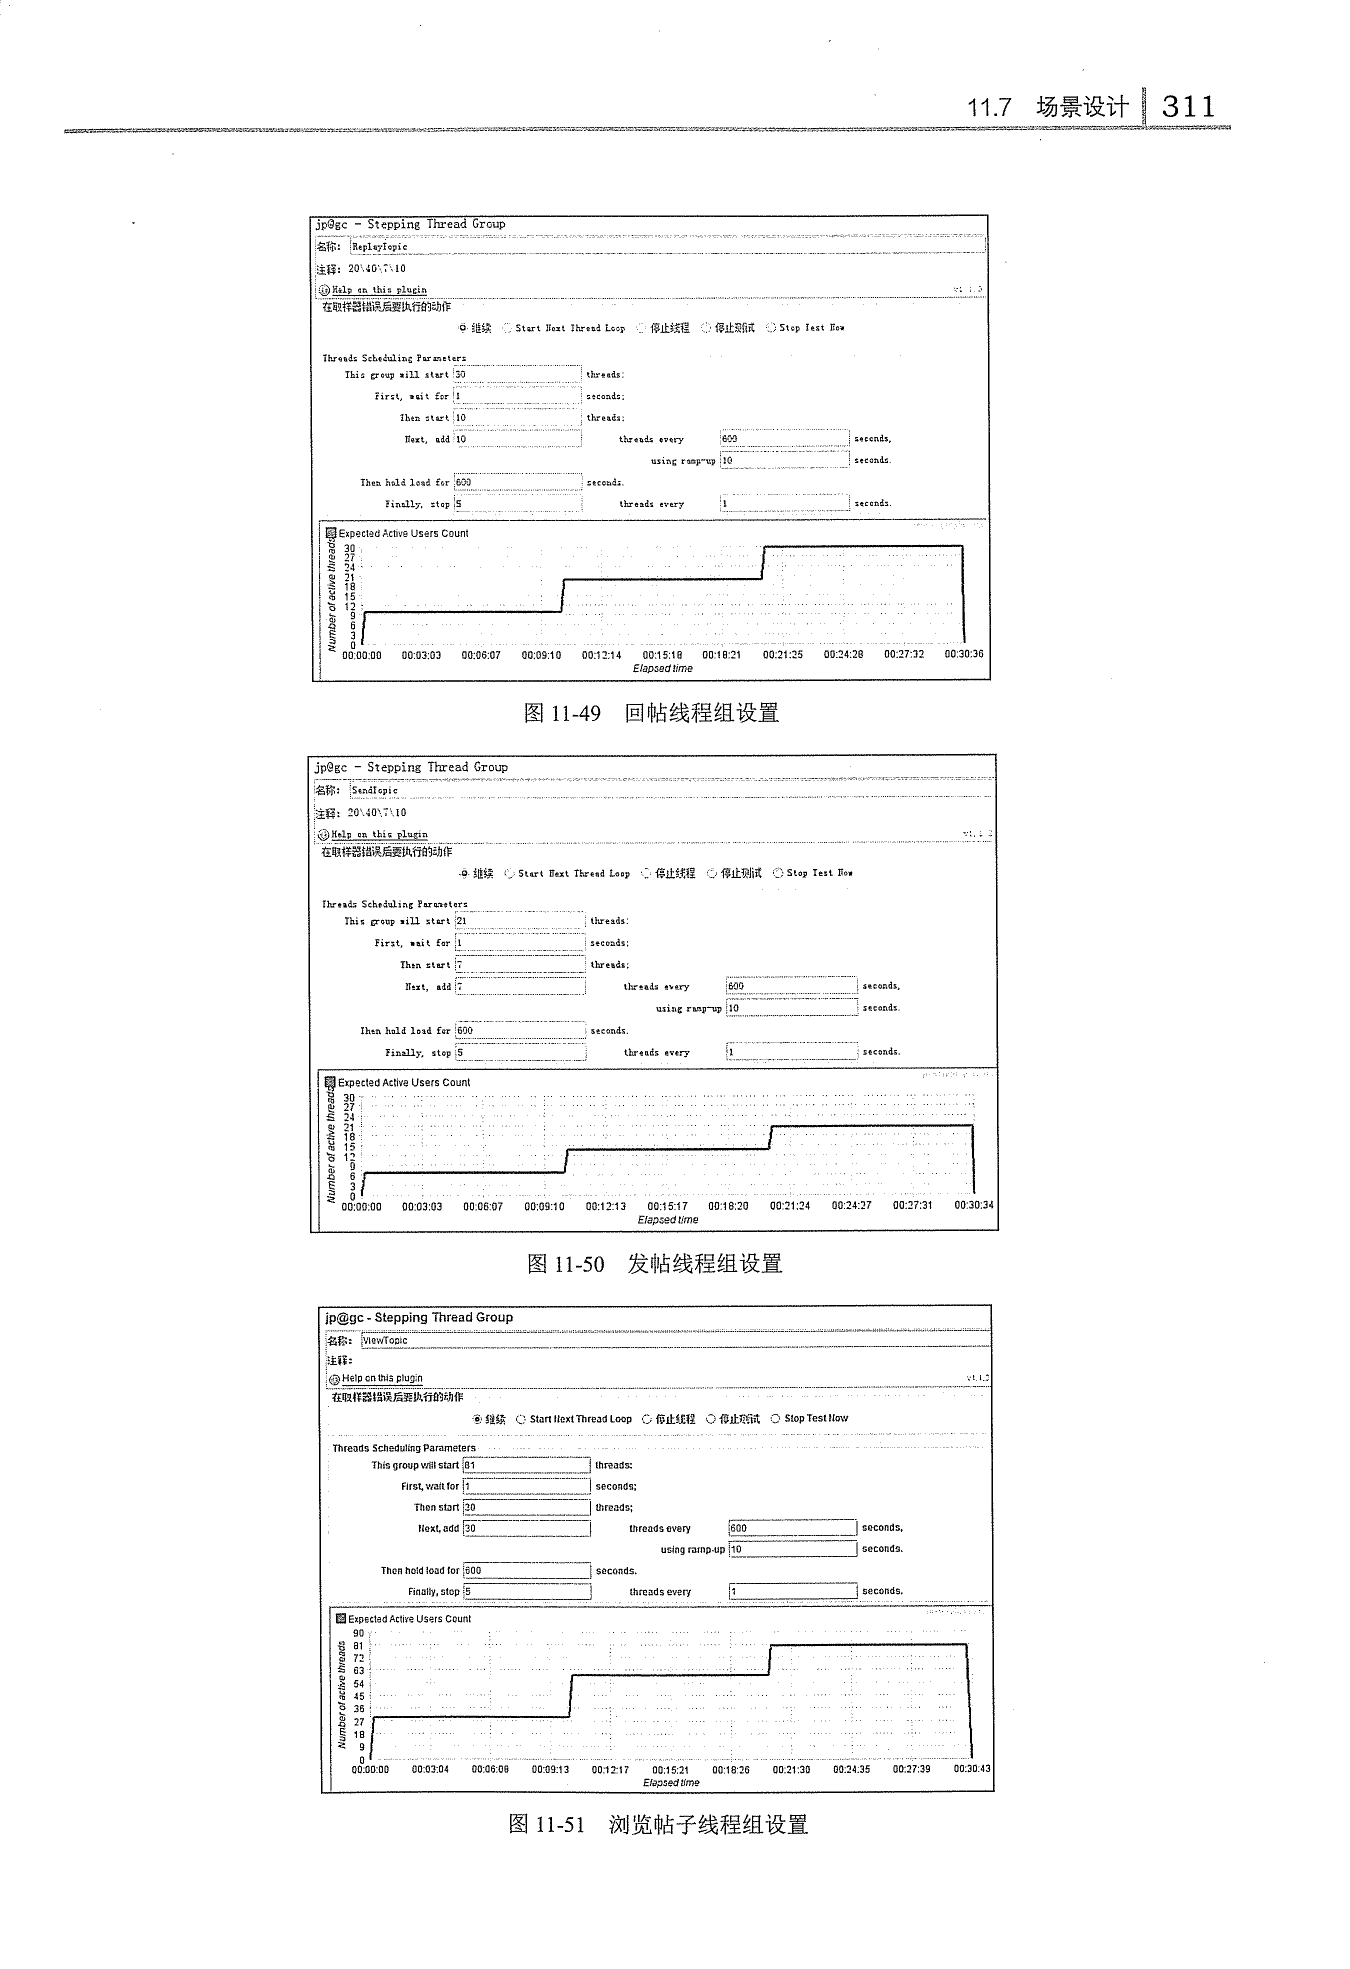 11.7 场景设计 311
jp@gc - Stepping Thread Group
名称: ReplayTopic
注释: 20\40\7\10
Help on this plugin
在取样器错误后要执行的动作
继续 Start Next Thread Loop 停止线程 停止测试 Stop Test Now
Threads Scheduling Parameters
This group will start 30 threads:
First, wait for 1 seconds;
Then start 10 threads;
Next, add 10 threads every 600 seconds,
using ramp-up 10 seconds.
Then hold load for 600 seconds.
Finally, stop 5 threads every 1 seconds.
Expected Active Users Count
Number of active threads
30
27
24
21
18
15
12
9
6
3
0
00:00:00 00:03:03 00:06:07 00:09:10 00:12:14 00:15:18 00:18:21 00:21:25 00:24:28 00:27:32 00:30:36
Elapsed time
图 11-49 回帖线程组设置
jp@gc - Stepping Thread Group
名称: SendTopic
注释: 20\40\7\10
Help on this plugin
在取样器错误后要执行的动作
继续 Start Next Thread Loop 停止线程 停止测试 Stop Test Now
Threads Scheduling Parameters
This group will start 21 threads:
First, wait for 1 seconds;
Then start 7 threads;
Next, add 7 threads every 600 seconds,
using ramp-up 10 seconds.
Then hold load for 600 seconds.
Finally, stop 5 threads every 1 seconds.
Expected Active Users Count
Number of active threads
30
27
24
21
18
15
12
9
6
3
0
00:00:00 00:03:03 00:06:07 00:09:10 00:12:13 00:15:17 00:18:20 00:21:24 00:24:27 00:27:31 00:30:34
Elapsed time
图 11-50 发帖线程组设置
jp@gc - Stepping Thread Group
名称: ViewTopic
注释:
Help on this plugin
在取样器错误后要执行的动作
继续 Start Next Thread Loop 停止线程 停止测试 Stop Test Now
Threads Scheduling Parameters
This group will start 81 threads:
First, wait for 1 seconds;
Then start 30 threads;
Next, add 30 threads every 600 seconds,
using ramp-up 10 seconds.
Then hold load for 600 seconds.
Finally, stop 5 threads every 1 seconds.
Expected Active Users Count
Number of active threads
90
81
72
63
54
45
36
27
18
9
0
00:00:00 00:03:04 00:06:08 00:09:13 00:12:17 00:15:21 00:18:26 00:21:30 00:24:35 00:27:39 00:30:43
Elapsed time
图 11-51 浏览帖子线程组设置